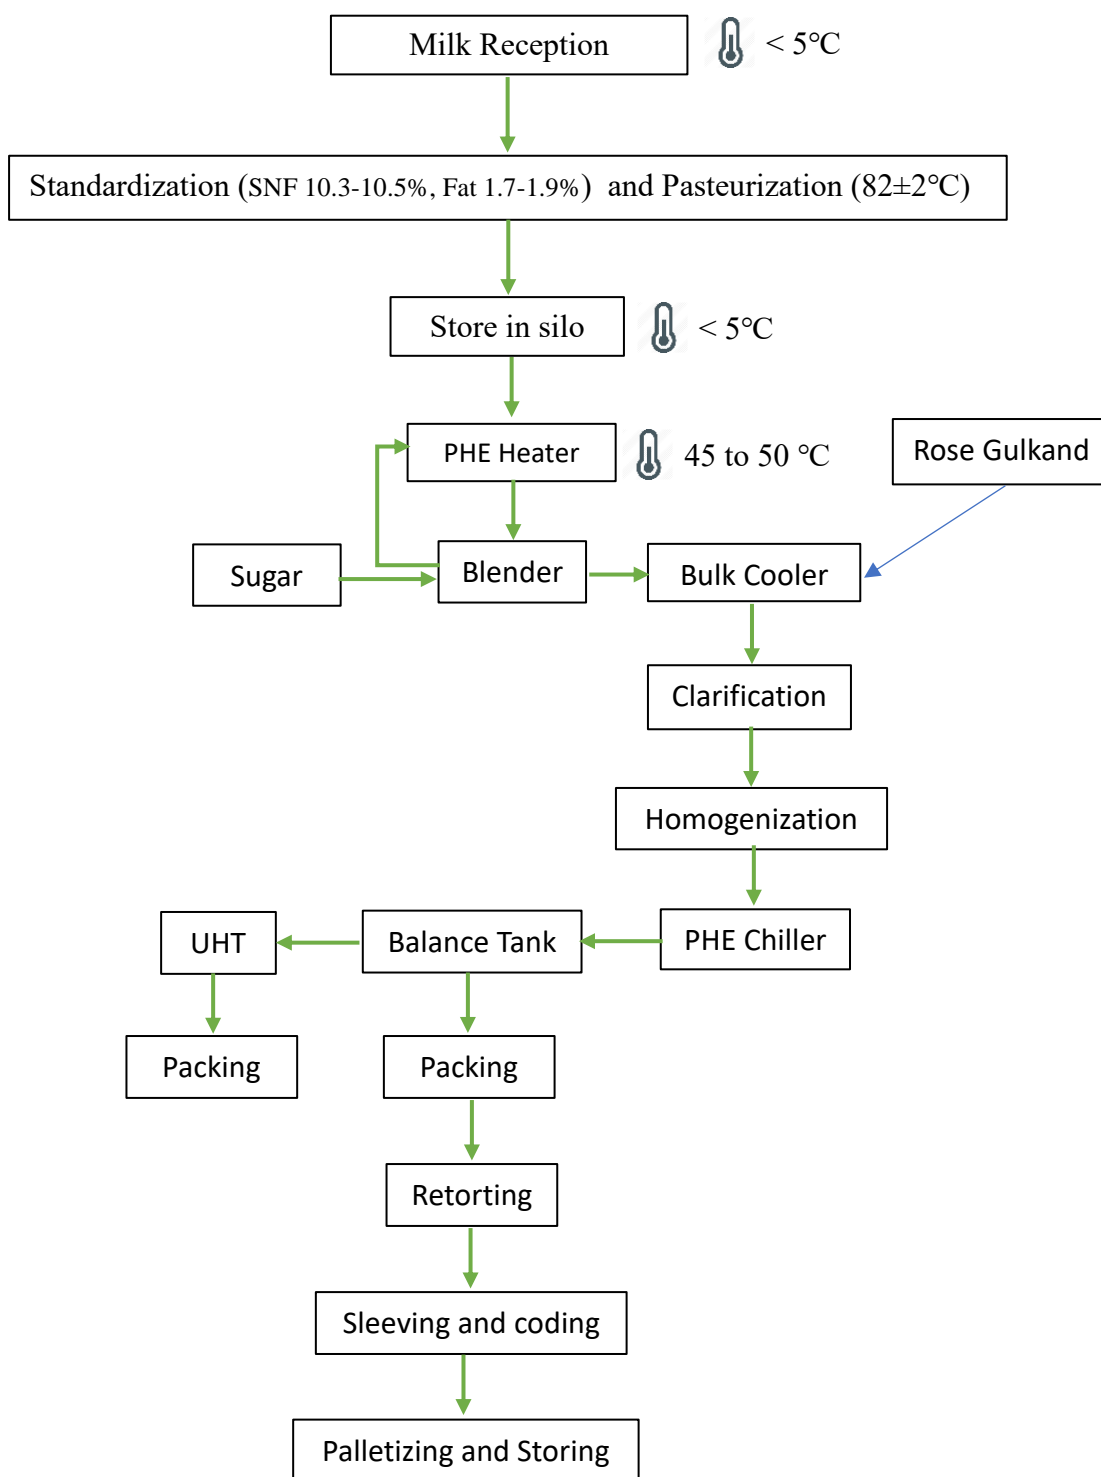 Milk Reception
< 5℃
Standardization (SNF 10.3-10.5%, Fat 1.7-1.9%) and Pasteurization (82±2℃)
Store in silo
< 5℃
PHE Heater
45 to 50 ℃
Rose Gulkand
Sugar
Blender
Bulk Cooler
Clarification
Homogenization
UHT
Balance Tank
PHE Chiller
Packing
Packing
Retorting
Sleeving and coding
Palletizing and Storing